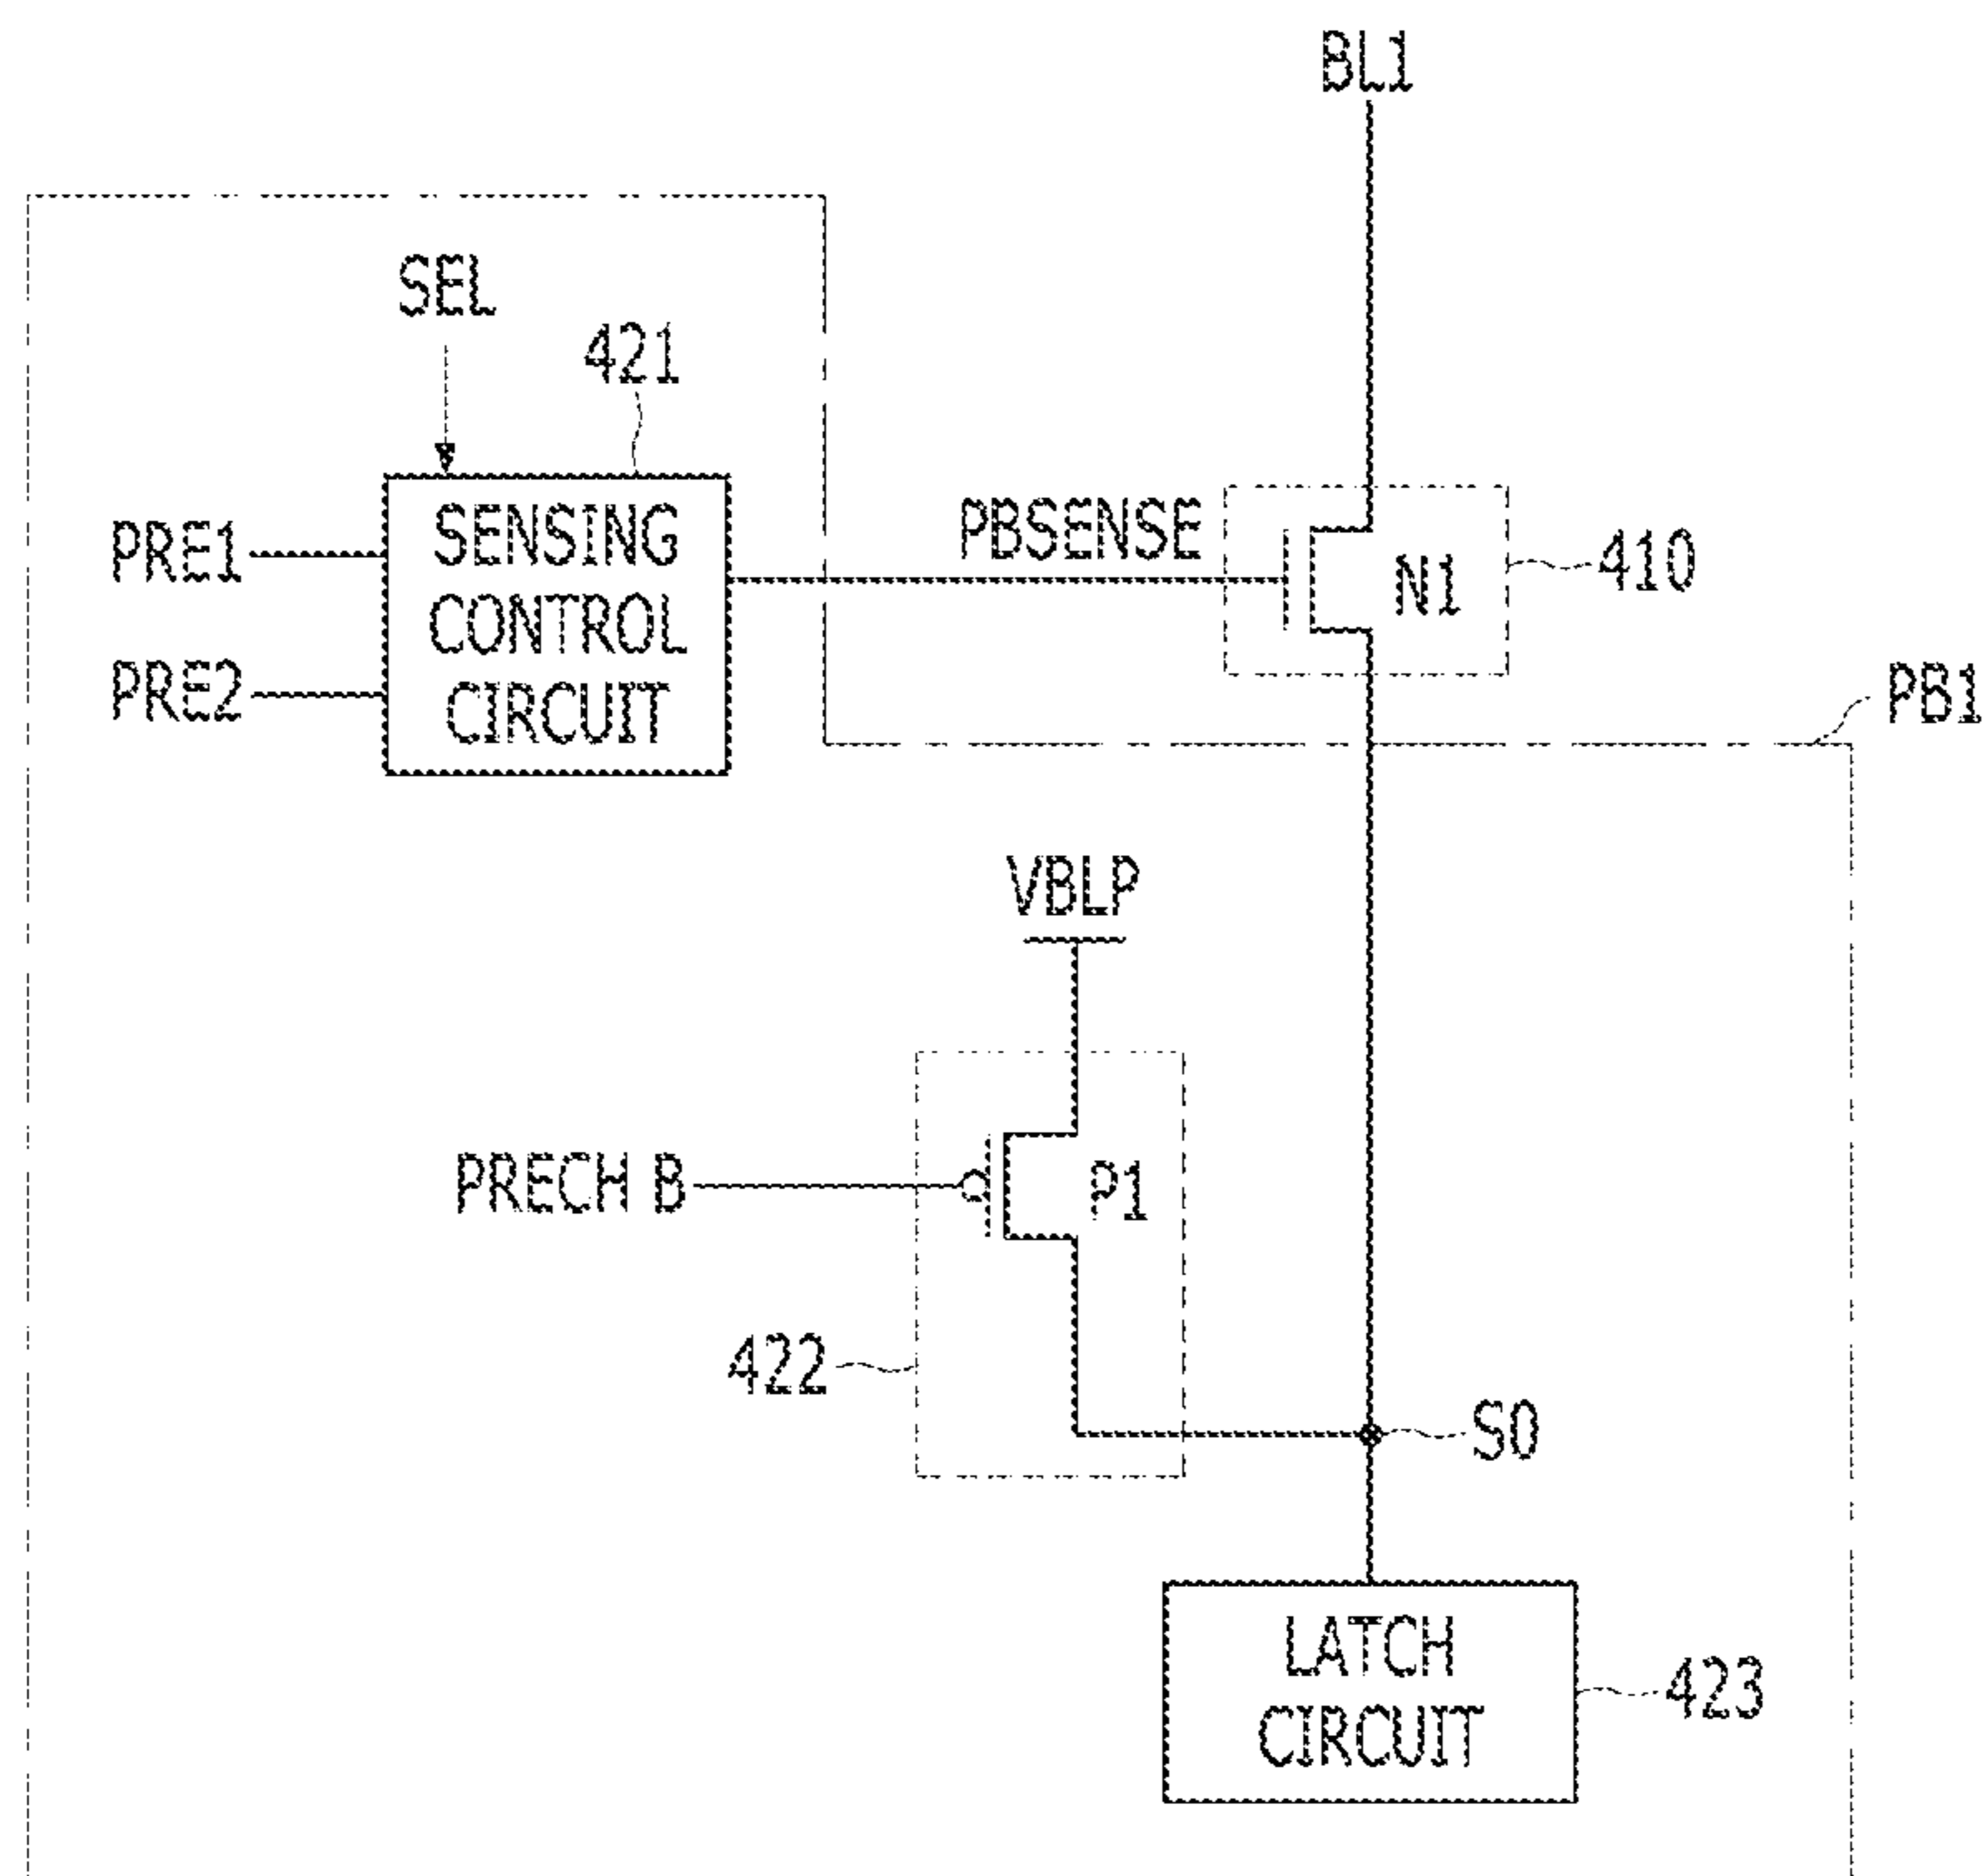 BL1
SEL
421
PRE1
SENSING
CONTROL
CIRCUIT
PBSENSE
N1
410
PRE2
PB1
VBLP
PRECH B
P1
422
SO
LATCH
CIRCUIT
423